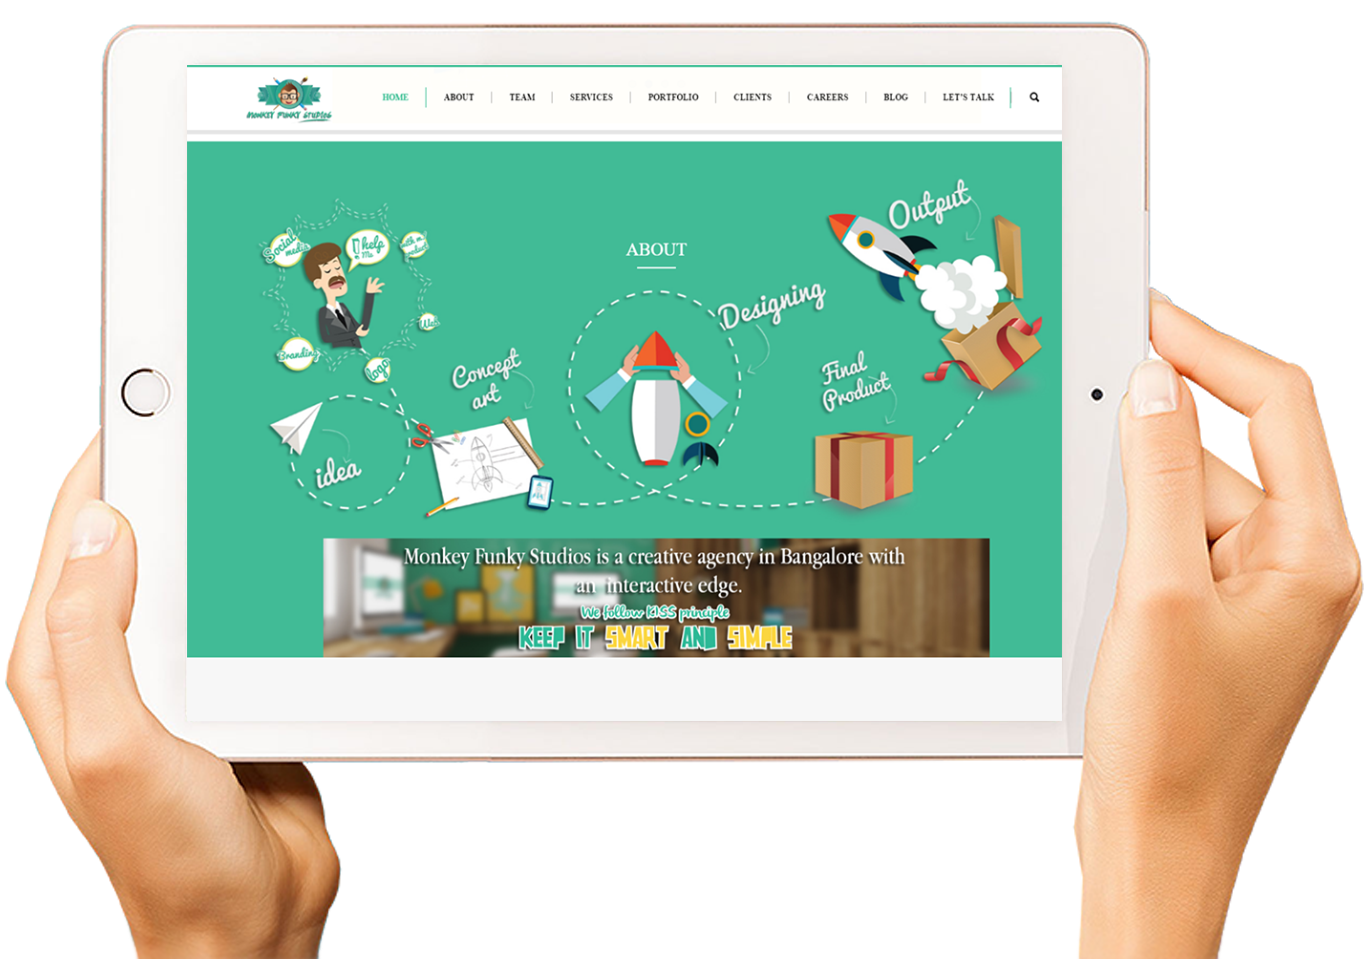 MONKEY FUNKY STUDIOS
HOME
ABOUT
TEAM
SERVICES
PORTFOLIO
CLIENTS
CAREERS
BLOG
LET'S TALK
ABOUT
Social
media
help
Me
Web
Branding
logo
idea
Concept
art
Designing
Final
Product
Output
Monkey Funky Studios is a creative agency in Bangalore with
an interactive edge.
We follow KISS principle
KEEP IT SMART AND SIMPLE